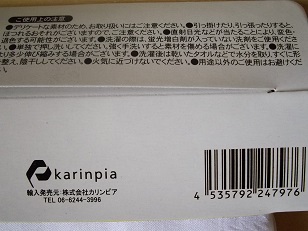 ご使用上の注意
●デリケートな素材のため、お取り扱いにはご注意ください。●引っ掛けたり、引っ張ったりすると、
ほつれるおそれがございますので、ご注意ください。●直射日光などが当たることにより、変色・
退色する可能性がございます。●洗濯の際は、蛍光増白剤が入っていない洗剤をご使用くださ
い。●単独で押し洗いしてください。強く手洗いすると素材を傷める場合がございます。●洗濯に
より多少伸び縮みする場合がございます。●洗濯後は乾いたタオルなどで水分を取り、すぐに形
を整え、陰干ししてください。●火気に近づけないでください。●用途以外のご使用はお避けくだ
karinpia
輸入発売元：株式会社カリンピア
TEL 06-6244-3996
4 535792 247976